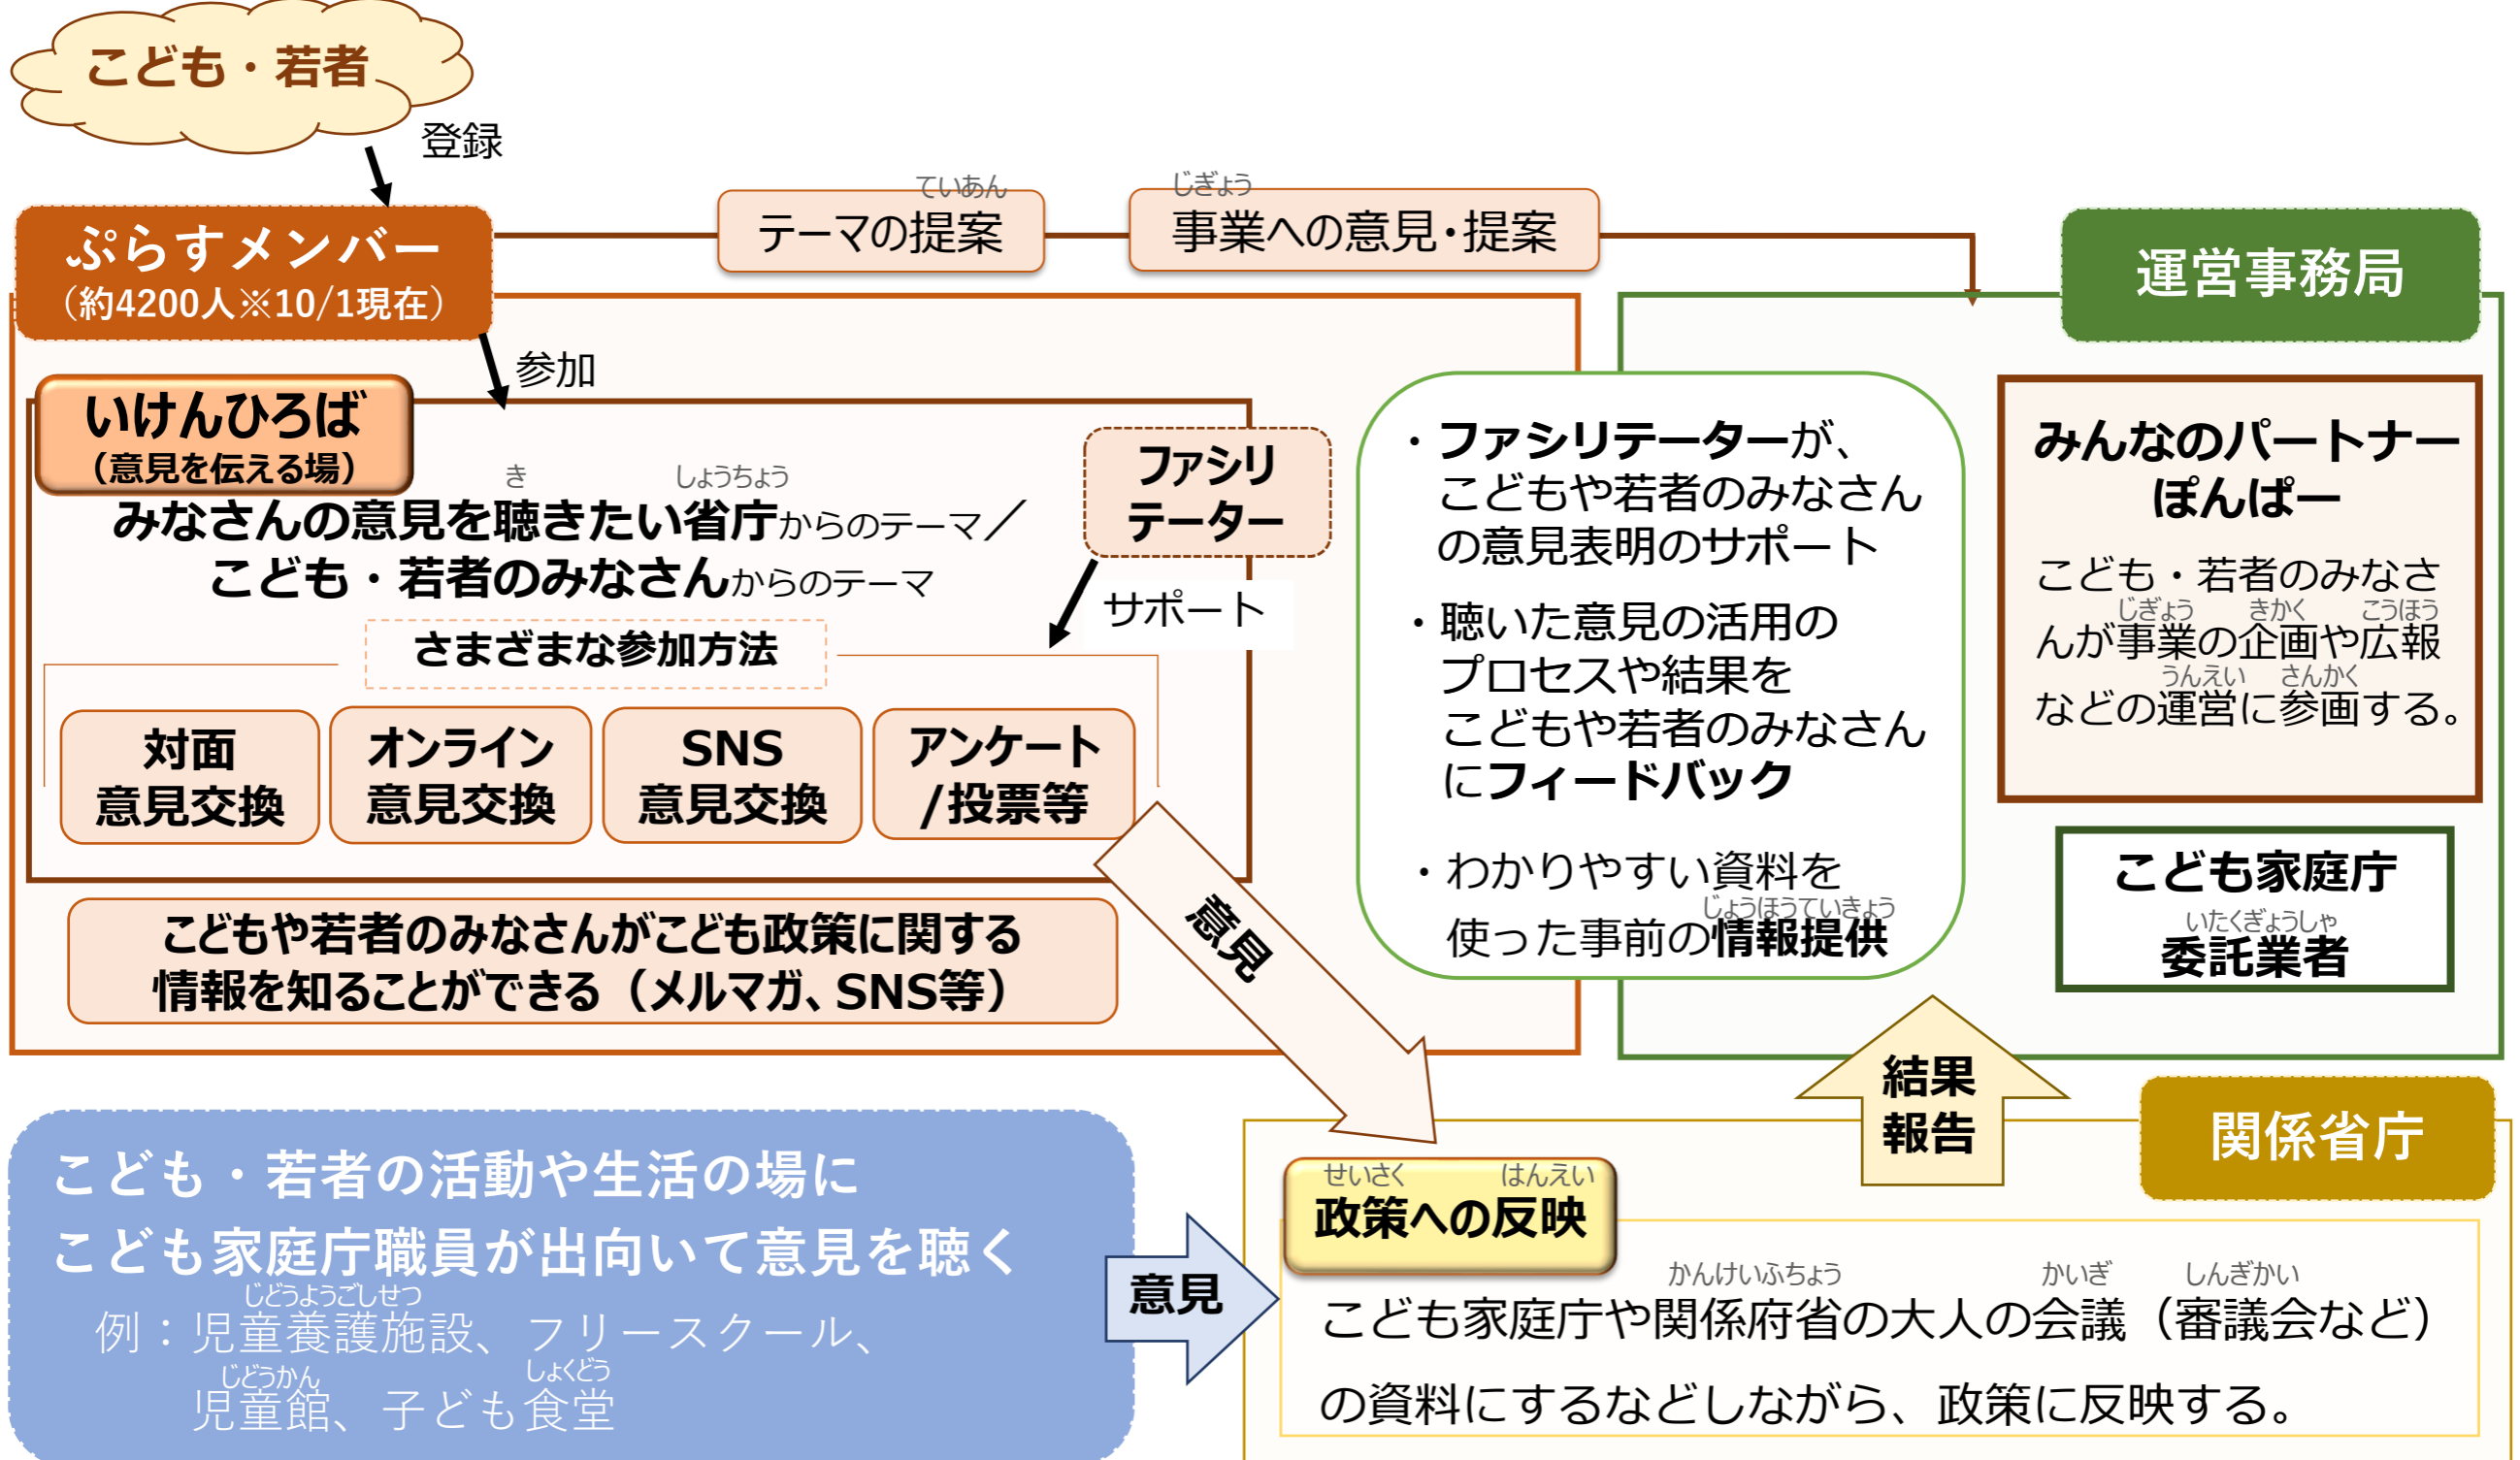 こども・若者
登録
ぷらすメンバー
（約4200人※10/1現在）
ていあん
テーマの提案
じぎょう
事業への意見・提案
運営事務局
参加
いけんひろば
（意見を伝える場）
き　しょうちょう
みなさんの意見を聴きたい省庁からのテーマ／
こども・若者のみなさんからのテーマ
ファシリ
テーター
サポート
さまざまな参加方法
対面
意見交換
オンライン
意見交換
SNS
意見交換
アンケート
/投票等
こどもや若者のみなさんがこども政策に関する
情報を知ることができる（メルマガ、SNS等）
意見
・ファシリテーターが、
こどもや若者のみなさん
の意見表明のサポート
・聴いた意見の活用の
プロセスや結果を
こどもや若者のみなさん
にフィードバック
・わかりやすい資料を
じょうほうていきょう
使った事前の情報提供
みんなのパートナー
ぽんぱー
こども・若者のみなさ
じぎょう　きかく　こうほう
んが事業の企画や広報
うんえい　さんかく
などの運営に参画する。
こども家庭庁
いたくぎょうしゃ
委託業者
結果
報告
関係省庁
こども・若者の活動や生活の場に
こども家庭庁職員が出向いて意見を聴く
じどうようごしせつ
例：児童養護施設、フリースクール、
じどうかん　しょくどう
児童館、子ども食堂
意見
せいさく　はんえい
政策への反映
かんけいふちょう　かいぎ　しんぎかい
こども家庭庁や関係府省の大人の会議（審議会など）
の資料にするなどしながら、政策に反映する。